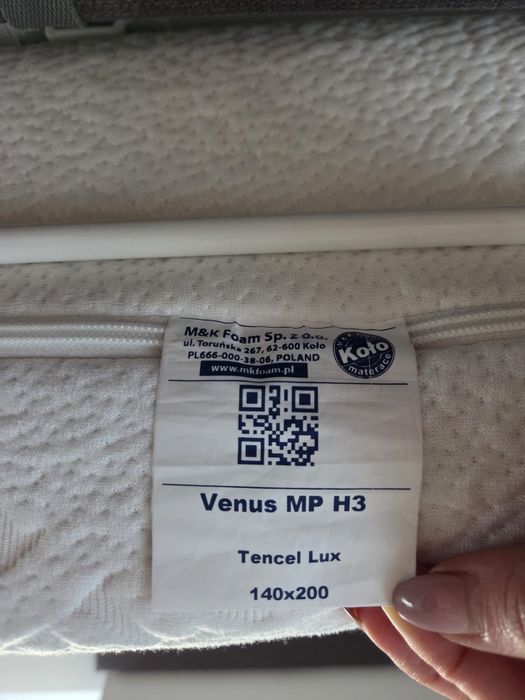 M&K Foam Sp. z o.o.
ul. Toruńska 267, 62-600 Koło
PL666-000-38-06, POLAND
www.mkfoam.pl
Koło
materace
Venus MP H3
Tencel Lux
140x200